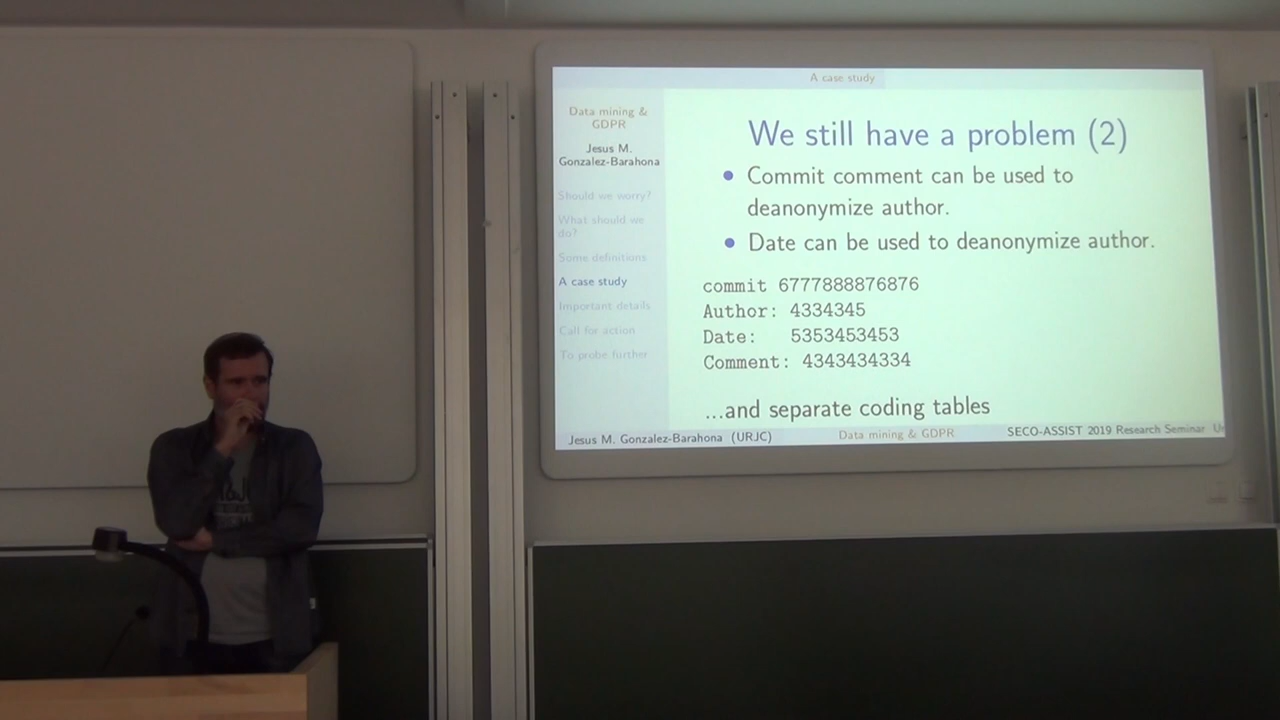 A case study
Data mining &
GDPR
Jesus M.
Gonzalez-Barahona
Should we worry?
What should we
do?
Some definitions
A case study
Important details
Call for action
To probe further
We still have a problem (2)
• Commit comment can be used to
deanonymize author.
• Date can be used to deanonymize author.
commit 6777888876876
Author: 4334345
Date: 5353453453
Comment: 4343434334
...and separate coding tables
Jesus M. Gonzalez-Barahona (URJC) Data mining & GDPR SECO-ASSIST 2019 Research Seminar